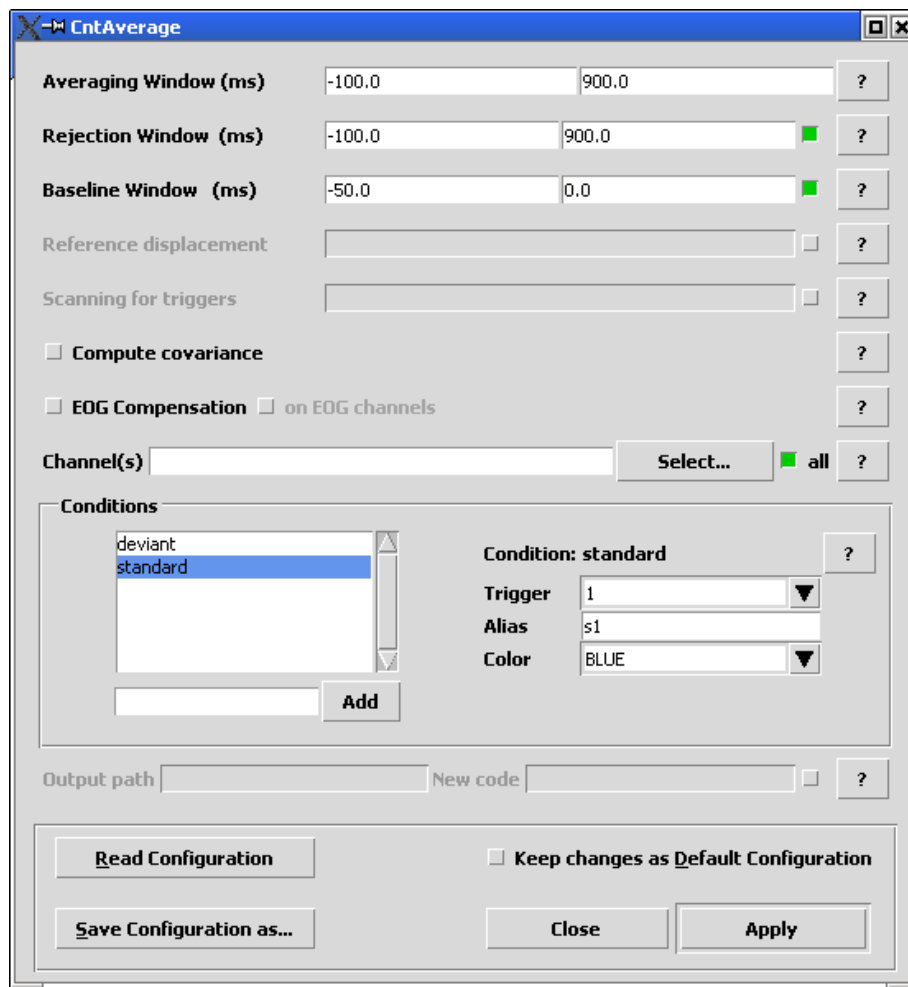 CntAverage
Averaging Window (ms) -100.0 900.0 ?
Rejection Window (ms) -100.0 900.0 ?
Baseline Window (ms) -50.0 0.0 ?
Reference displacement ?
Scanning for triggers ?
Compute covariance ?
EOG Compensation on EOG channels ?
Channel(s) Select... all ?
Conditions
deviant
standard
Add
Condition: standard ?
Trigger 1
Alias s1
Color BLUE
Output path New code ?
Read Configuration Keep changes as Default Configuration
Save Configuration as... Close Apply